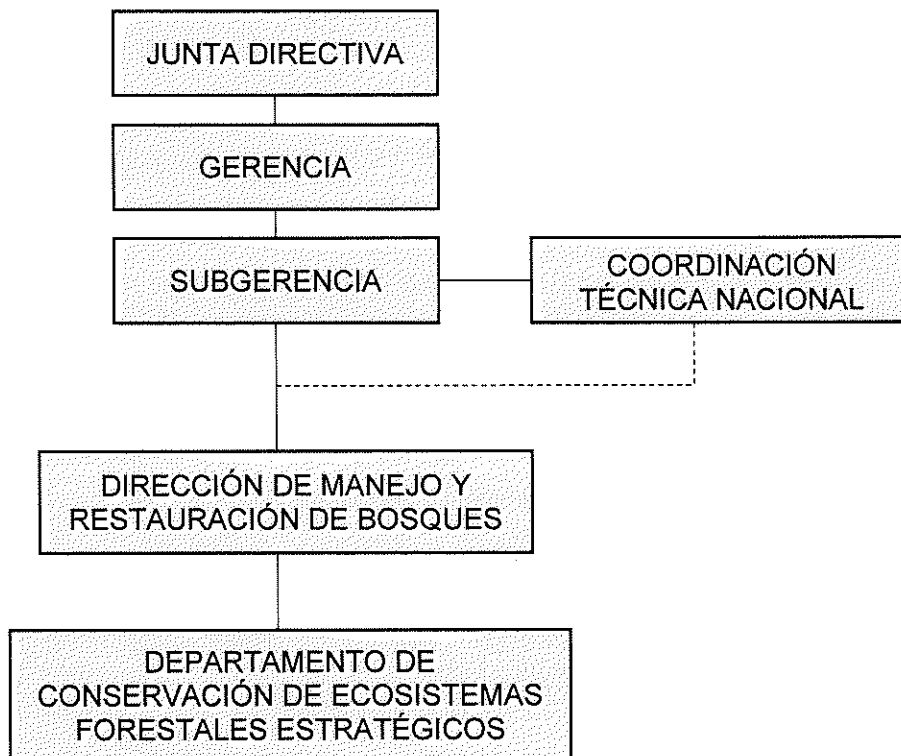 JUNTA DIRECTIVA
GERENCIA
SUBGERENCIA
COORDINACIÓN
TÉCNICA NACIONAL
DIRECCIÓN DE MANEJO Y
RESTAURACIÓN DE BOSQUES
DEPARTAMENTO DE
CONSERVACIÓN DE ECOSISTEMAS
FORESTALES ESTRATÉGICOS